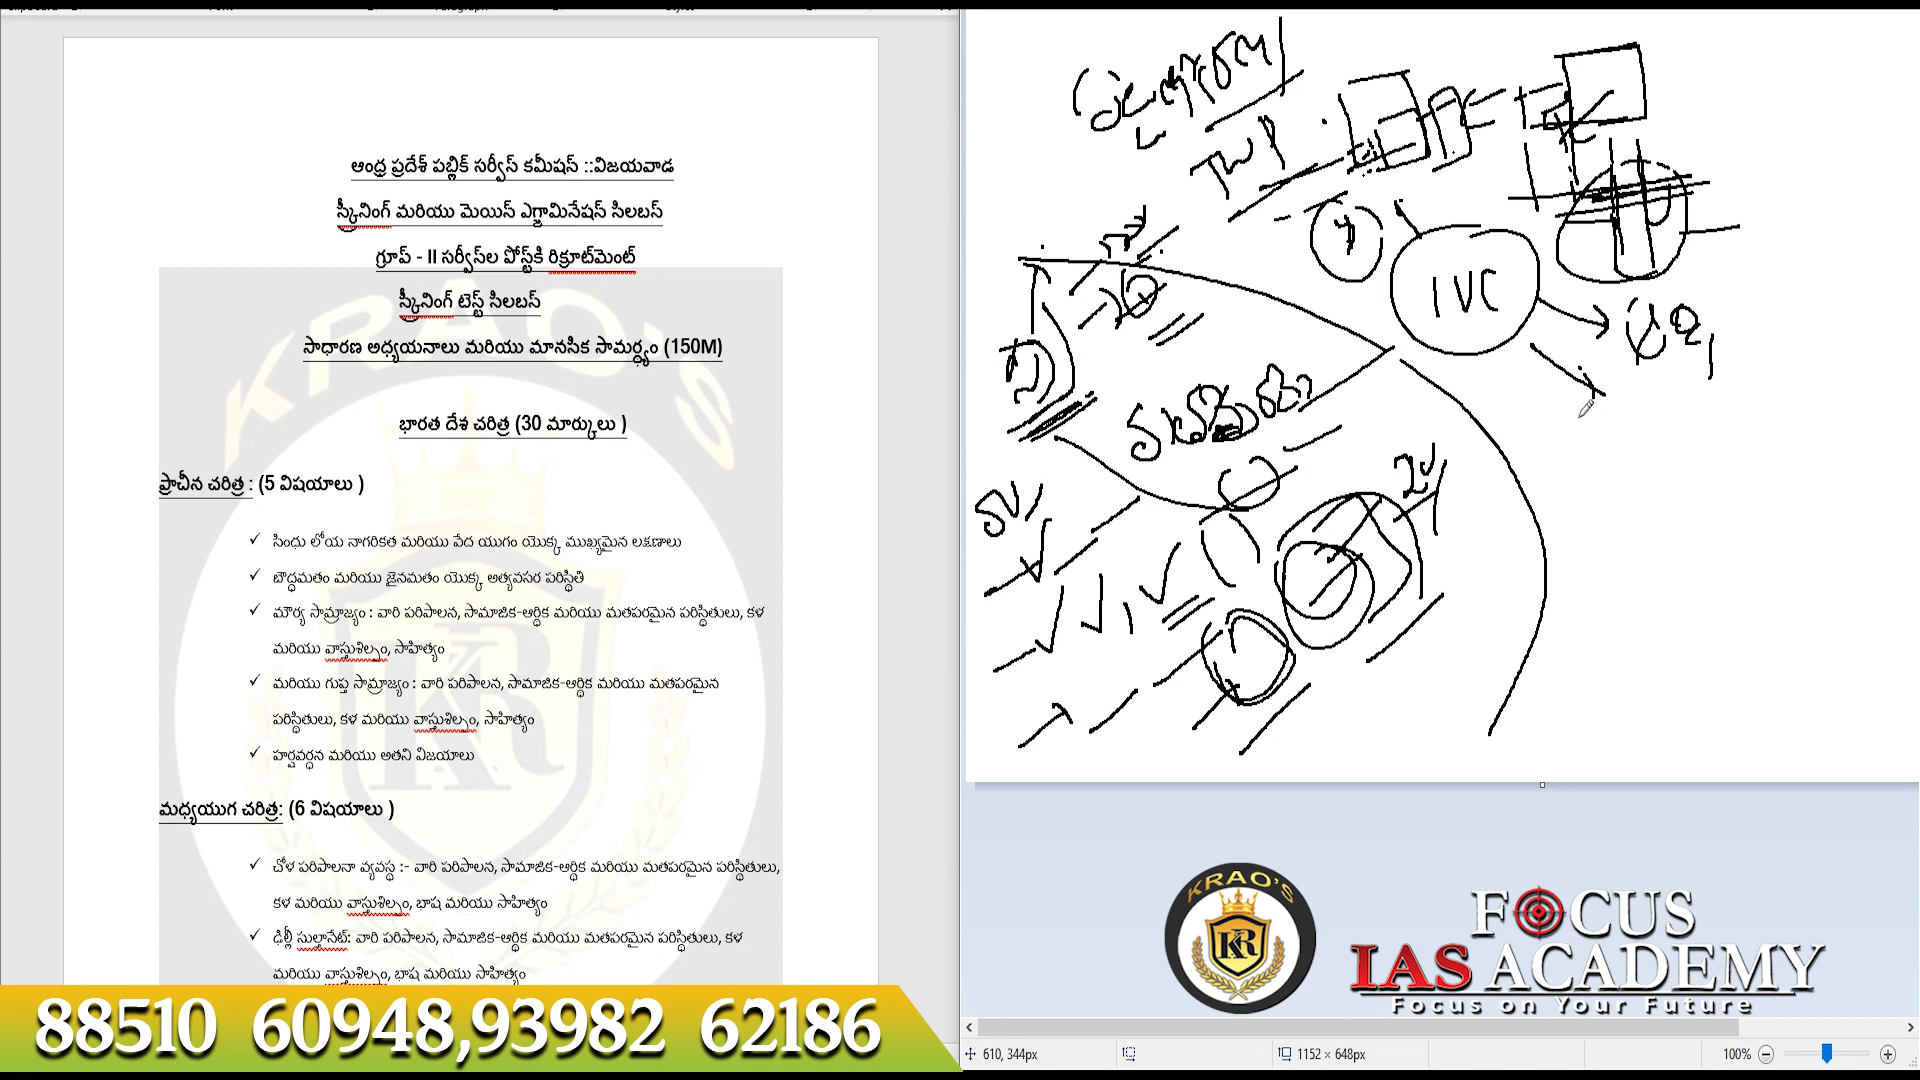 ఆంధ్ర ప్రదేశ్ పబ్లిక్ సర్వీస్ కమీషన్ ::విజయవాడ
స్క్రీనింగ్ మరియు మెయిన్ ఎగ్జామినేషన్ సిలబస్
గ్రూప్ - II సర్వీస్‌ల పోస్ట్‌కి రిక్రూట్‌మెంట్
స్క్రీనింగ్ టెస్ట్ సిలబస్
సాధారణ అధ్యయనాలు మరియు మానసిక సామర్థ్యం (150M)
భారత దేశ చరిత్ర (30 మార్కులు )
ప్రాచీన చరిత్ర : (5 విషయాలు )
✓ సింధు లోయ నాగరికత మరియు వేద యుగం యొక్క ముఖ్యమైన లక్షణాలు
✓ బౌద్ధమతం మరియు జైనమతం యొక్క అత్యవసర పరిస్థితి
✓ మౌర్య సామ్రాజ్యం : వారి పరిపాలన, సామాజిక-ఆర్థిక మరియు మతపరమైన పరిస్థితులు, కళ
మరియు వాస్తుశిల్పం, సాహిత్యం
✓ మరియు గుప్త సామ్రాజ్యం : వారి పరిపాలన, సామాజిక-ఆర్థిక మరియు మతపరమైన
పరిస్థితులు, కళ మరియు వాస్తుశిల్పం, సాహిత్యం
✓ హర్షవర్ధన మరియు అతని విజయాలు
మధ్యయుగ చరిత్ర: (6 విషయాలు )
✓ చోళ పరిపాలనా వ్యవస్థ :- వారి పరిపాలన, సామాజిక-ఆర్థిక మరియు మతపరమైన పరిస్థితులు,
కళ మరియు వాస్తుశిల్పం, భాష మరియు సాహిత్యం
✓ ఢిల్లీ సుల్తానేట్: వారి పరిపాలన, సామాజిక-ఆర్థిక మరియు మతపరమైన పరిస్థితులు, కళ
మరియు వాస్తుశిల్పం, భాష మరియు సాహిత్యం
KRAO'S
KR
88510 60948,93982 62186
IVC
KRAO'S
KR
FOCUS
IAS ACADEMY
Focus on Your Future
610, 344px
1152 × 648px
100%